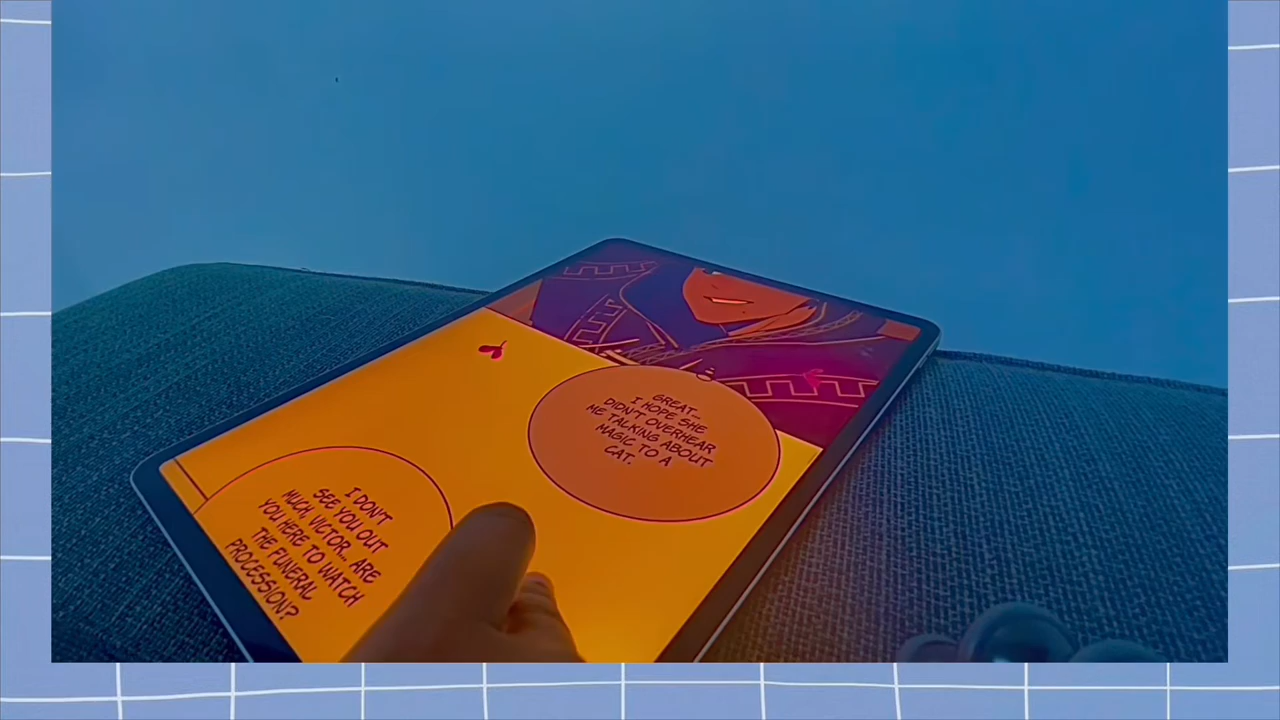 GREAT...
I HOPE SHE
DIDN'T OVERHEAR
ME TALKING ABOUT
MAGIC TO A
CAT.
I DON'T
SEE YOU OUT
MUCH, VICTOR... ARE
YOU HERE TO WATCH
THE FUNERAL
PROCESSION?